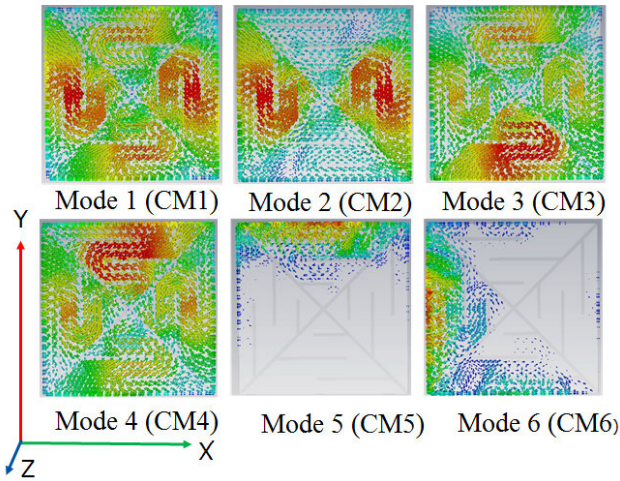 Mode 1 (CM1) Mode 2 (CM2) Mode 3 (CM3)
Y
Mode 4 (CM4) Mode 5 (CM5) Mode 6 (CM6)
X
Z